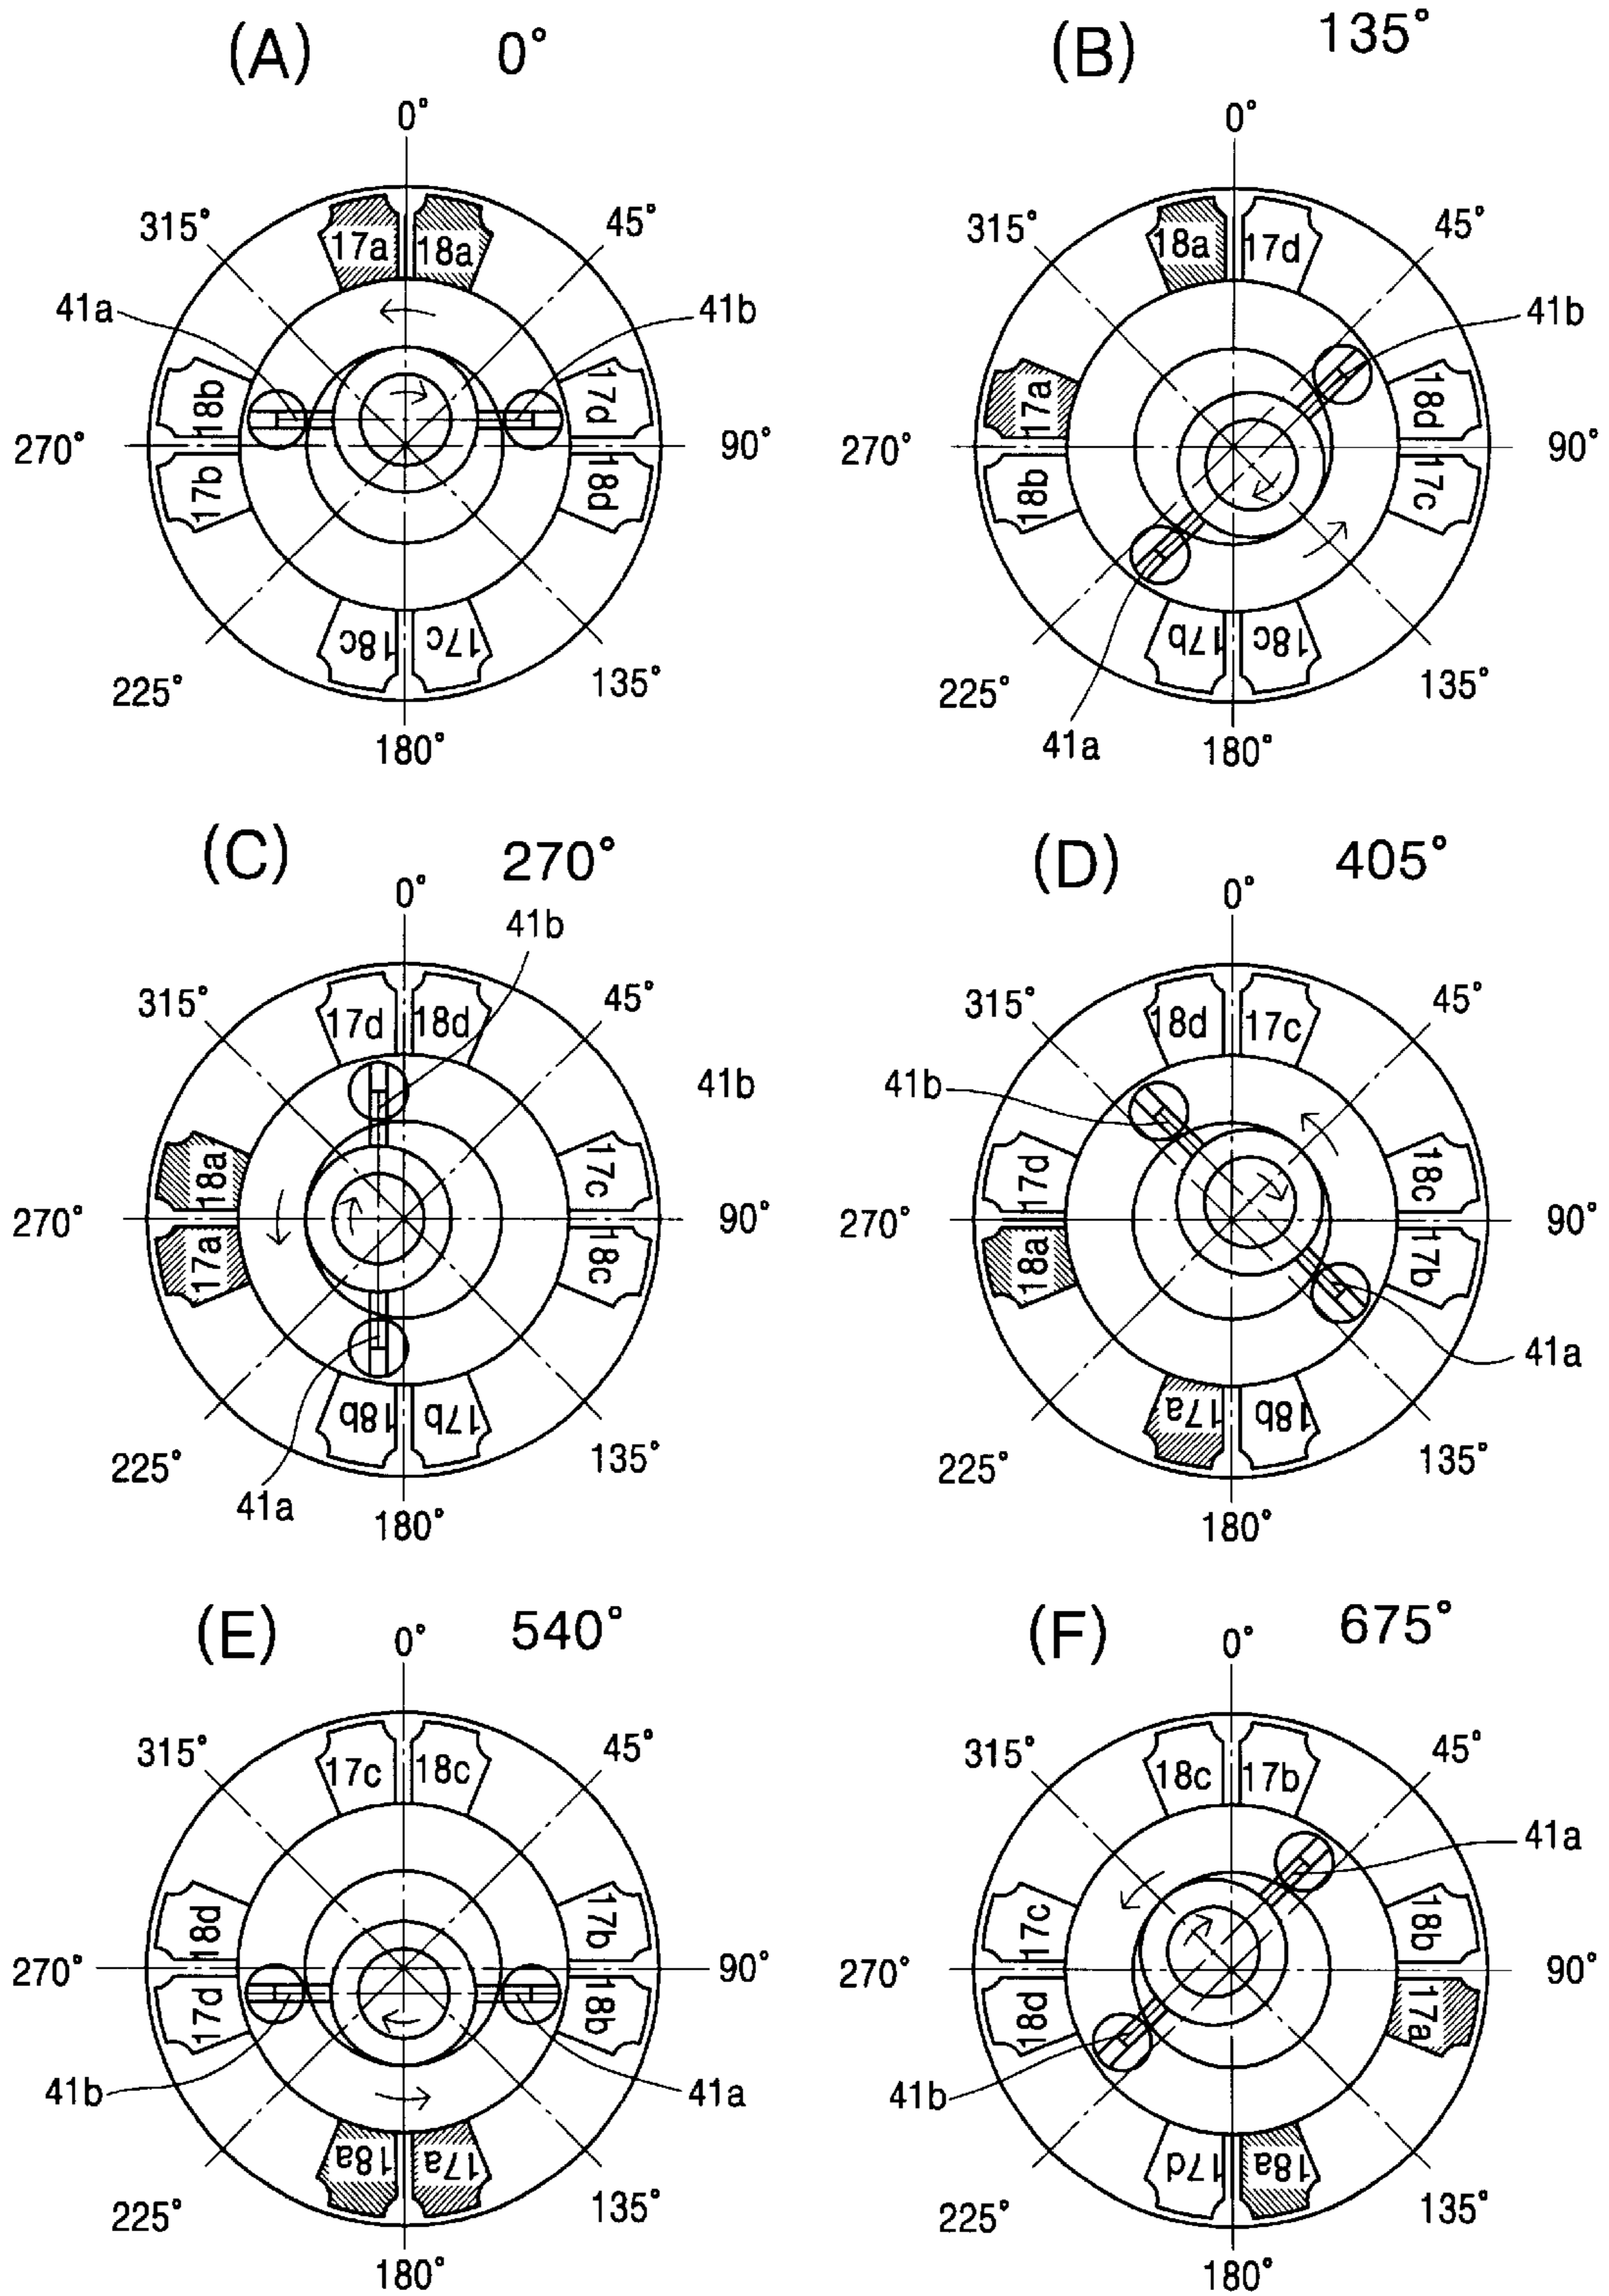 (A) 0°
0°
315° 45°
17a 18a
41a 41b
18b 17d
270° 90°
17b 18d
18c 17c
225° 135°
180°
(B) 135°
0°
315° 45°
18a 17d
41b
17a 18d
270° 90°
18b 17c
17b 18c
225° 135°
41a 180°
(C) 270°
0°
41b
315° 45°
17d 18d
41b
18a 17c
270° 90°
17a 18c
18b 17b
225° 135°
41a
180°
(D) 405°
0°
315° 45°
18d 17c
41b
17d 18c
270° 90°
18a 17b
41a
17a 18b
225° 135°
180°
(E) 540°
0°
315° 45°
17c 18c
18d 17b
270° 90°
17d 18b
41b 41a
18a 17a
225° 135°
180°
(F) 675°
0°
315° 45°
18c 17b
41a
17c 18b
270° 90°
18d 17a
41b
17d 18a
225° 135°
180°